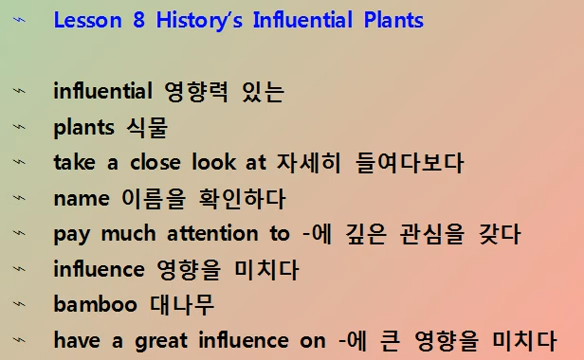 Lesson 8 History's Influential Plants
influential 영향력 있는
plants 식물
take a close look at 자세히 들여다보다
name 이름을 확인하다
pay much attention to -에 깊은 관심을 갖다
influence 영향을 미치다
bamboo 대나무
have a great influence on -에 큰 영향을 미치다